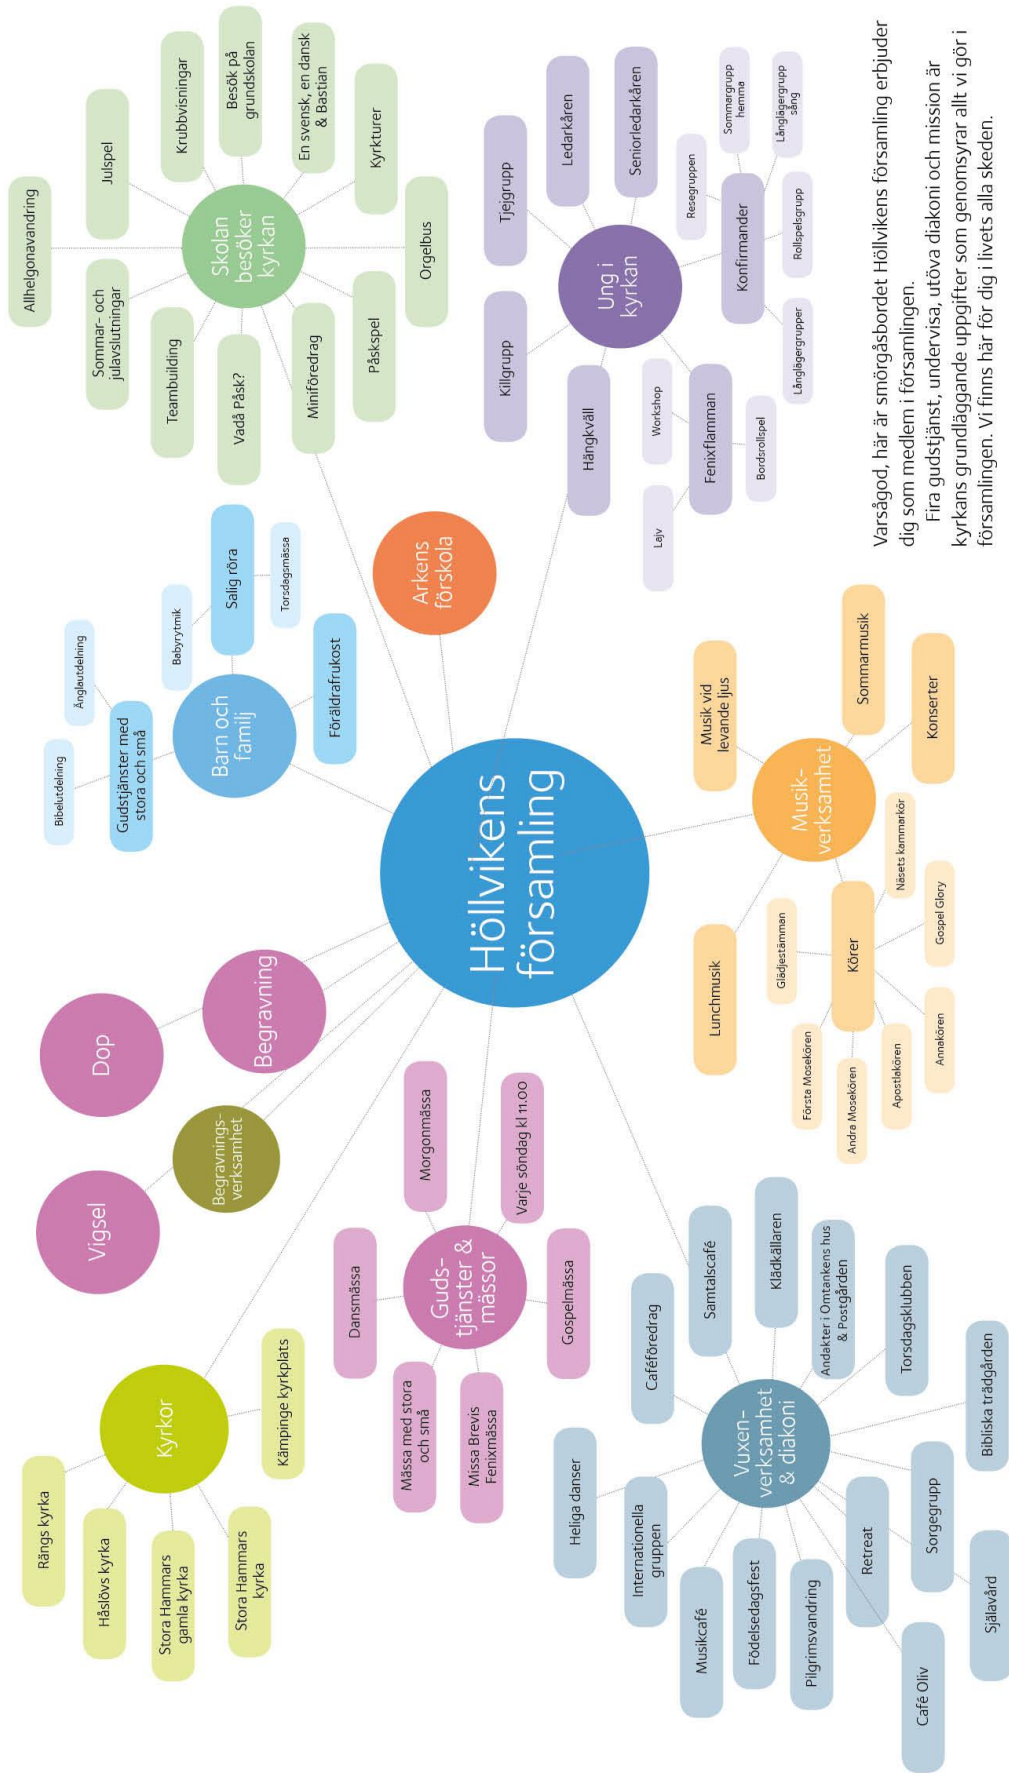 Rängs kyrka
Håslövs kyrka
Stora Hammars
gamla kyrka
Stora Hammars
kyrka
Kämpinge kyrkplats
Kyrkor
Vigsel
Dop
Begravnings-
verksamhet
Begravning
Bibelutdelning
Änglautdelning
Gudstjänster med
stora och små
Babyrytmik
Salig röra
Torsdagsmässa
Barn och
familj
Föräldrafrukost
Allhelgonavandring
Sommar- och
julavslutningar
Julspel
Teambuilding
Krubbvisningar
Vadå Påsk?
Besök på
grundskolan
Skolan
besöker
kyrkan
En svensk, en dansk
& Bastian
Miniföredrag
Kyrkturer
Påskspel
Orgelbus
Dansmässa
Morgonmässa
Mässa med stora
och små
Guds-
tjänster &
mässor
Missa Brevis
Fenixmässa
Varje söndag kl 11.00
Gospelmässa
Höllvikens
församling
Arkens
förskola
Killgrupp
Tjejgrupp
Ledarkåren
Hängkväll
Ung i
kyrkan
Seniorledarkåren
Workshop
Lajv
Fenixflamman
Bordsrollspel
Resegruppen
Sommargrupp
hemma
Konfirmander
Långlägergrupp
sång
Långlägergrupper
Rollspelsgrupp
Heliga danser
Caféföredrag
Samtalscafé
Internationella
gruppen
Klädkällaren
Musikcafé
Vuxen-
verksamhet
& diakoni
Andakter i Omtankens hus
& Postgården
Födelsedagsfest
Pilgrimsvandring
Torsdagsklubben
Retreat
Sorgegrupp
Café Oliv
Själavård
Bibliska trädgården
Lunchmusik
Musik vid
levande ljus
Musik-
verksamhet
Sommarmusik
Konserter
Glädjestämman
Första Mosekören
Körer
Näsets kammarkör
Andra Mosekören
Apostlakören
Annakören
Gospel Glory
Varsågod, här är smörgåsbordet Höllvikens församling erbjuder
dig som medlem i församlingen.
Fira gudstjänst, undervisa, utöva diakoni och mission är
kyrkans grundläggande uppgifter som genomsyrar allt vi gör i
församlingen. Vi finns här för dig i livets alla skeden.